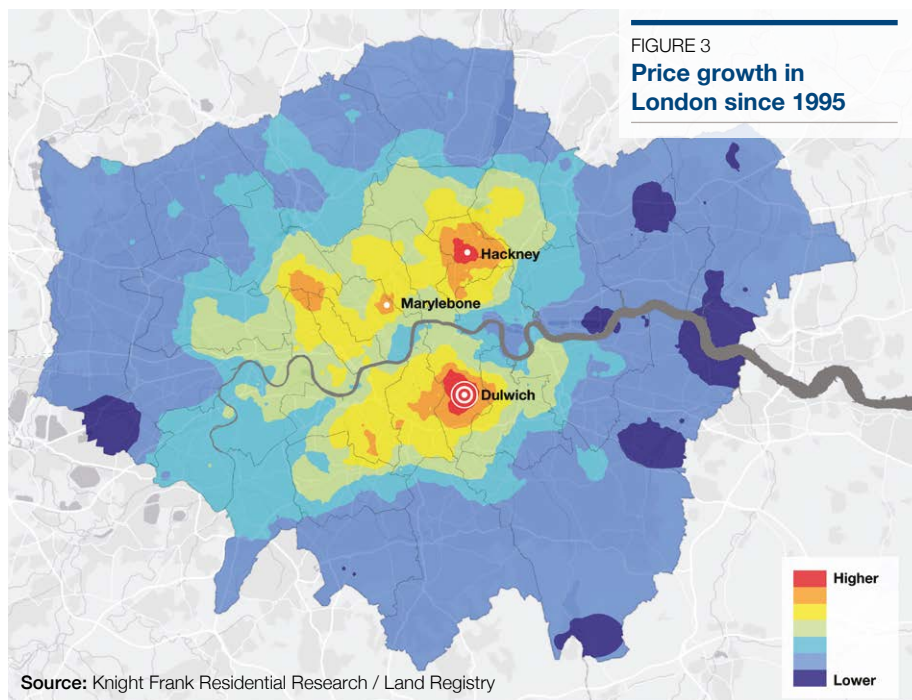 FIGURE 3
Price growth in
London since 1995
Hackney
Marylebone
Dulwich
Higher
Lower
Source: Knight Frank Residential Research / Land Registry